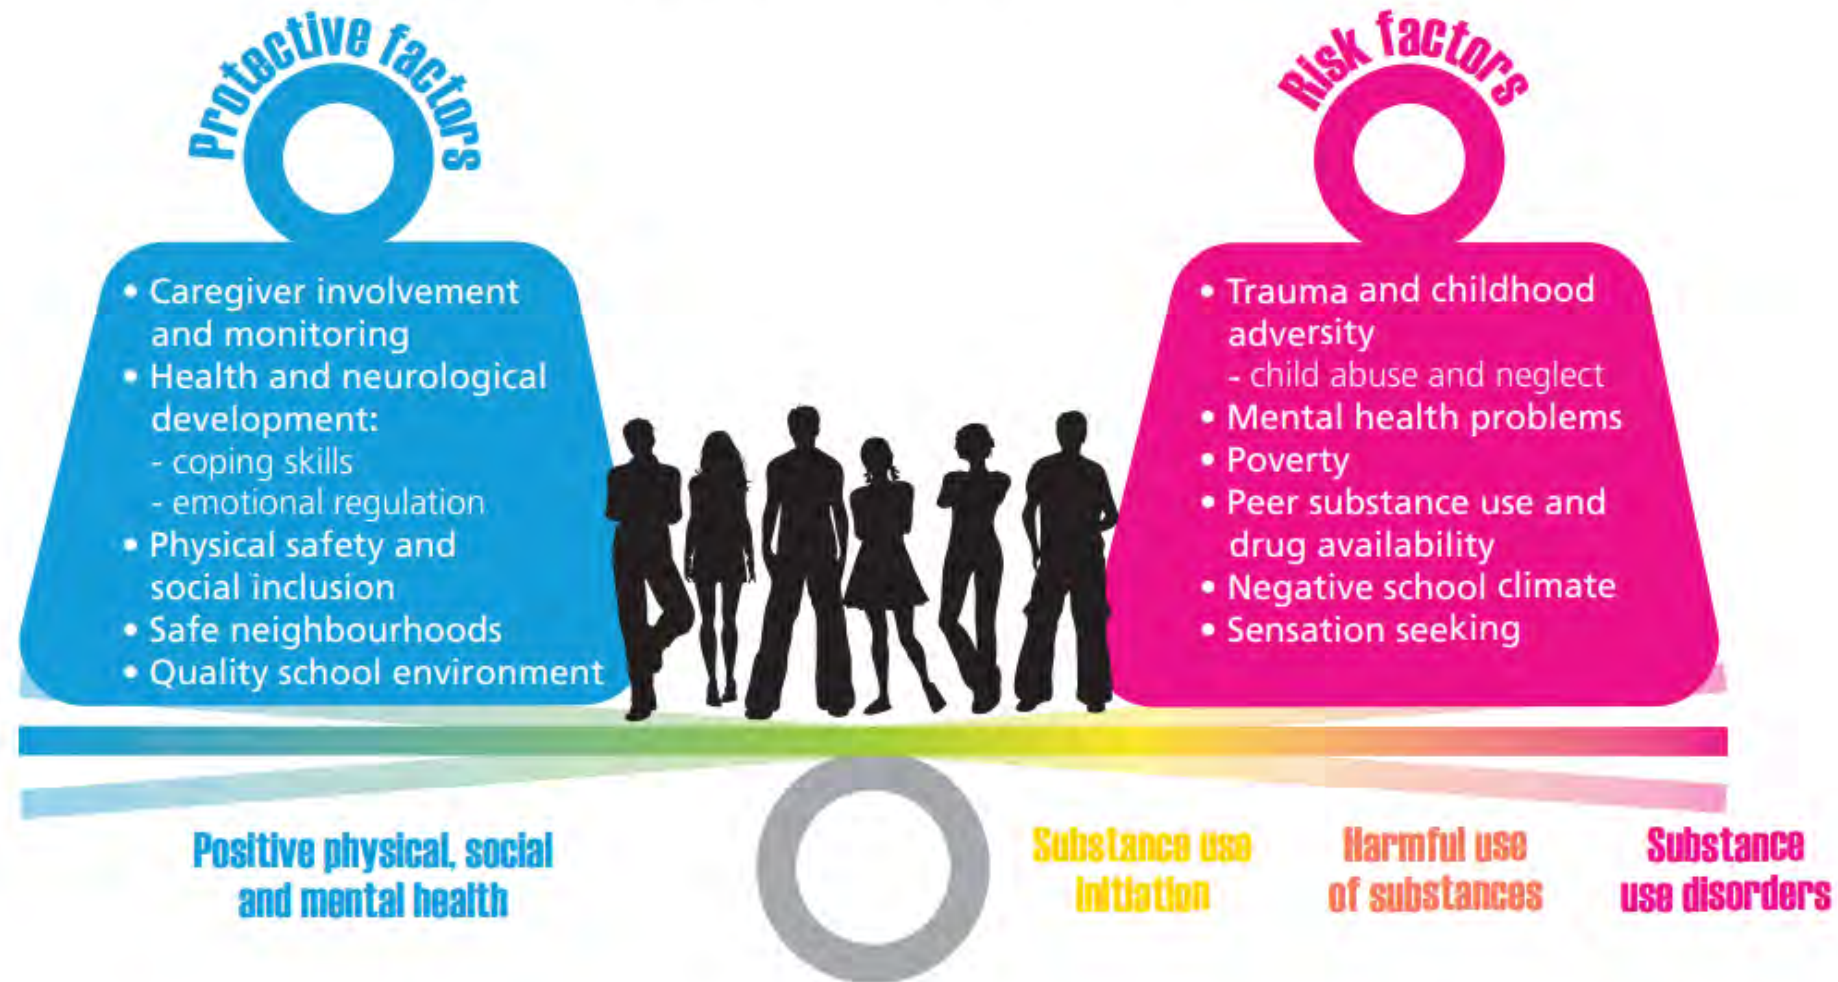 Protective factors
• Caregiver involvement
and monitoring
• Health and neurological
development:
- coping skills
- emotional regulation
• Physical safety and
social inclusion
• Safe neighbourhoods
• Quality school environment
Risk factors
• Trauma and childhood
adversity
- child abuse and neglect
• Mental health problems
• Poverty
• Peer substance use and
drug availability
• Negative school climate
• Sensation seeking
Positive physical, social
and mental health
Substance use
initiation
Harmful use
of substances
Substance
use disorders